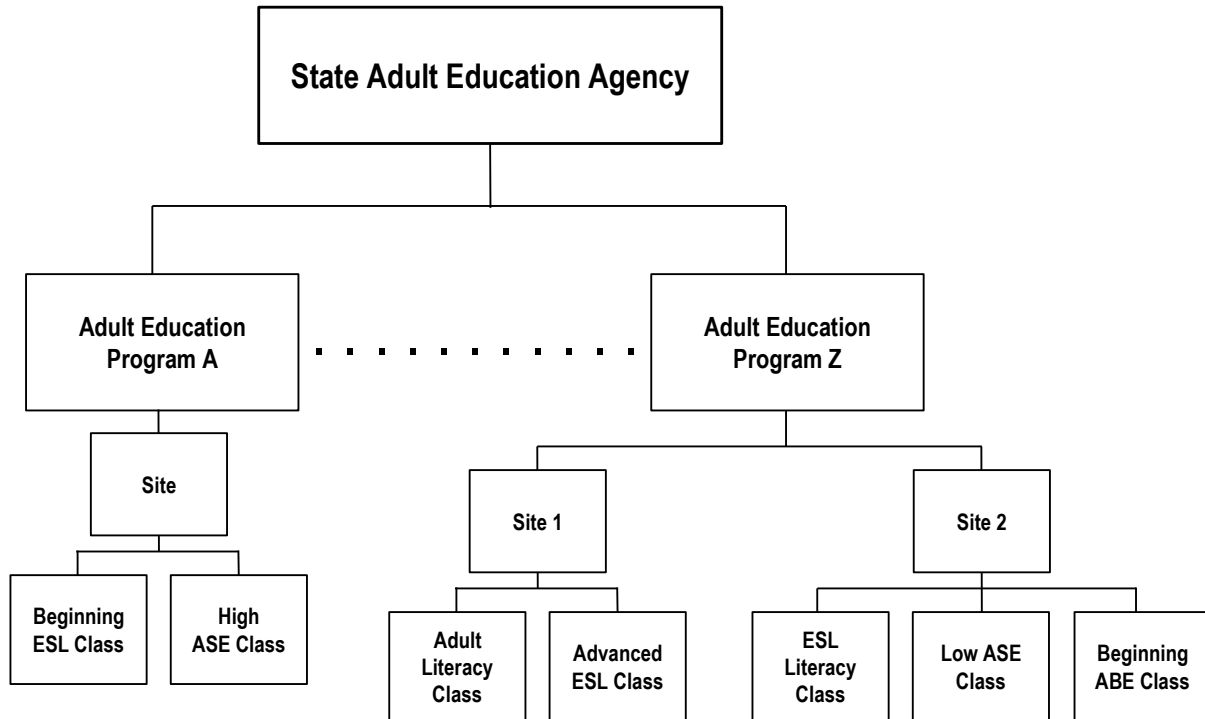 State Adult Education Agency
Adult Education
Program A
Adult Education
Program Z
Site
Site 1
Site 2
Beginning
ESL Class
High
ASE Class
Adult
Literacy
Class
Advanced
ESL Class
ESL
Literacy
Class
Low ASE
Class
Beginning
ABE Class